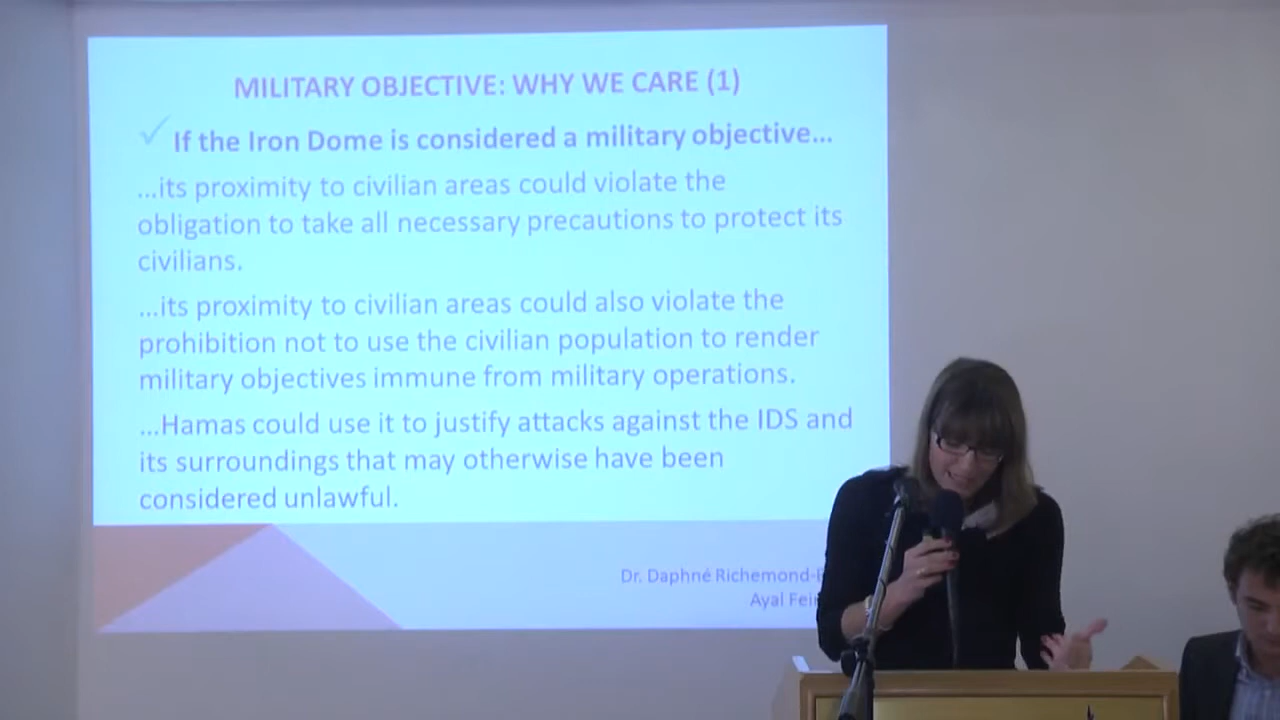 MILITARY OBJECTIVE: WHY WE CARE (1)
If the Iron Dome is considered a military objective...
...its proximity to civilian areas could violate the
obligation to take all necessary precautions to protect its
civilians.
...its proximity to civilian areas could also violate the
prohibition not to use the civilian population to render
military objectives immune from military operations.
...Hamas could use it to justify attacks against the IDS and
its surroundings that may otherwise have been
considered unlawful.
Dr. Daphné Richemond-
Ayal